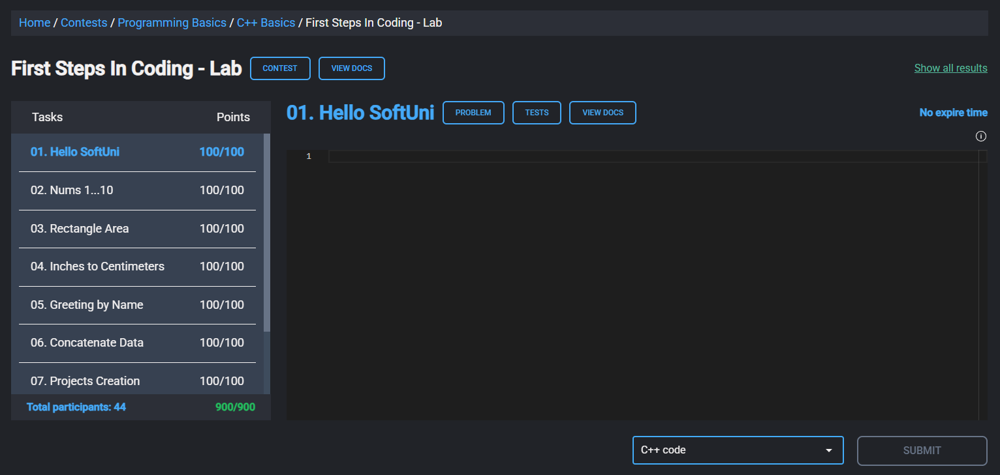 Home / Contests / Programming Basics / C++ Basics / First Steps In Coding - Lab
First Steps In Coding - Lab
CONTEST
VIEW DOCS
Show all results
Tasks Points
01. Hello SoftUni 100/100
02. Nums 1...10 100/100
03. Rectangle Area 100/100
04. Inches to Centimeters 100/100
05. Greeting by Name 100/100
06. Concatenate Data 100/100
07. Projects Creation 100/100
Total participants: 44 900/900
01. Hello SoftUni
PROBLEM
TESTS
VIEW DOCS
No expire time
1
C++ code
SUBMIT